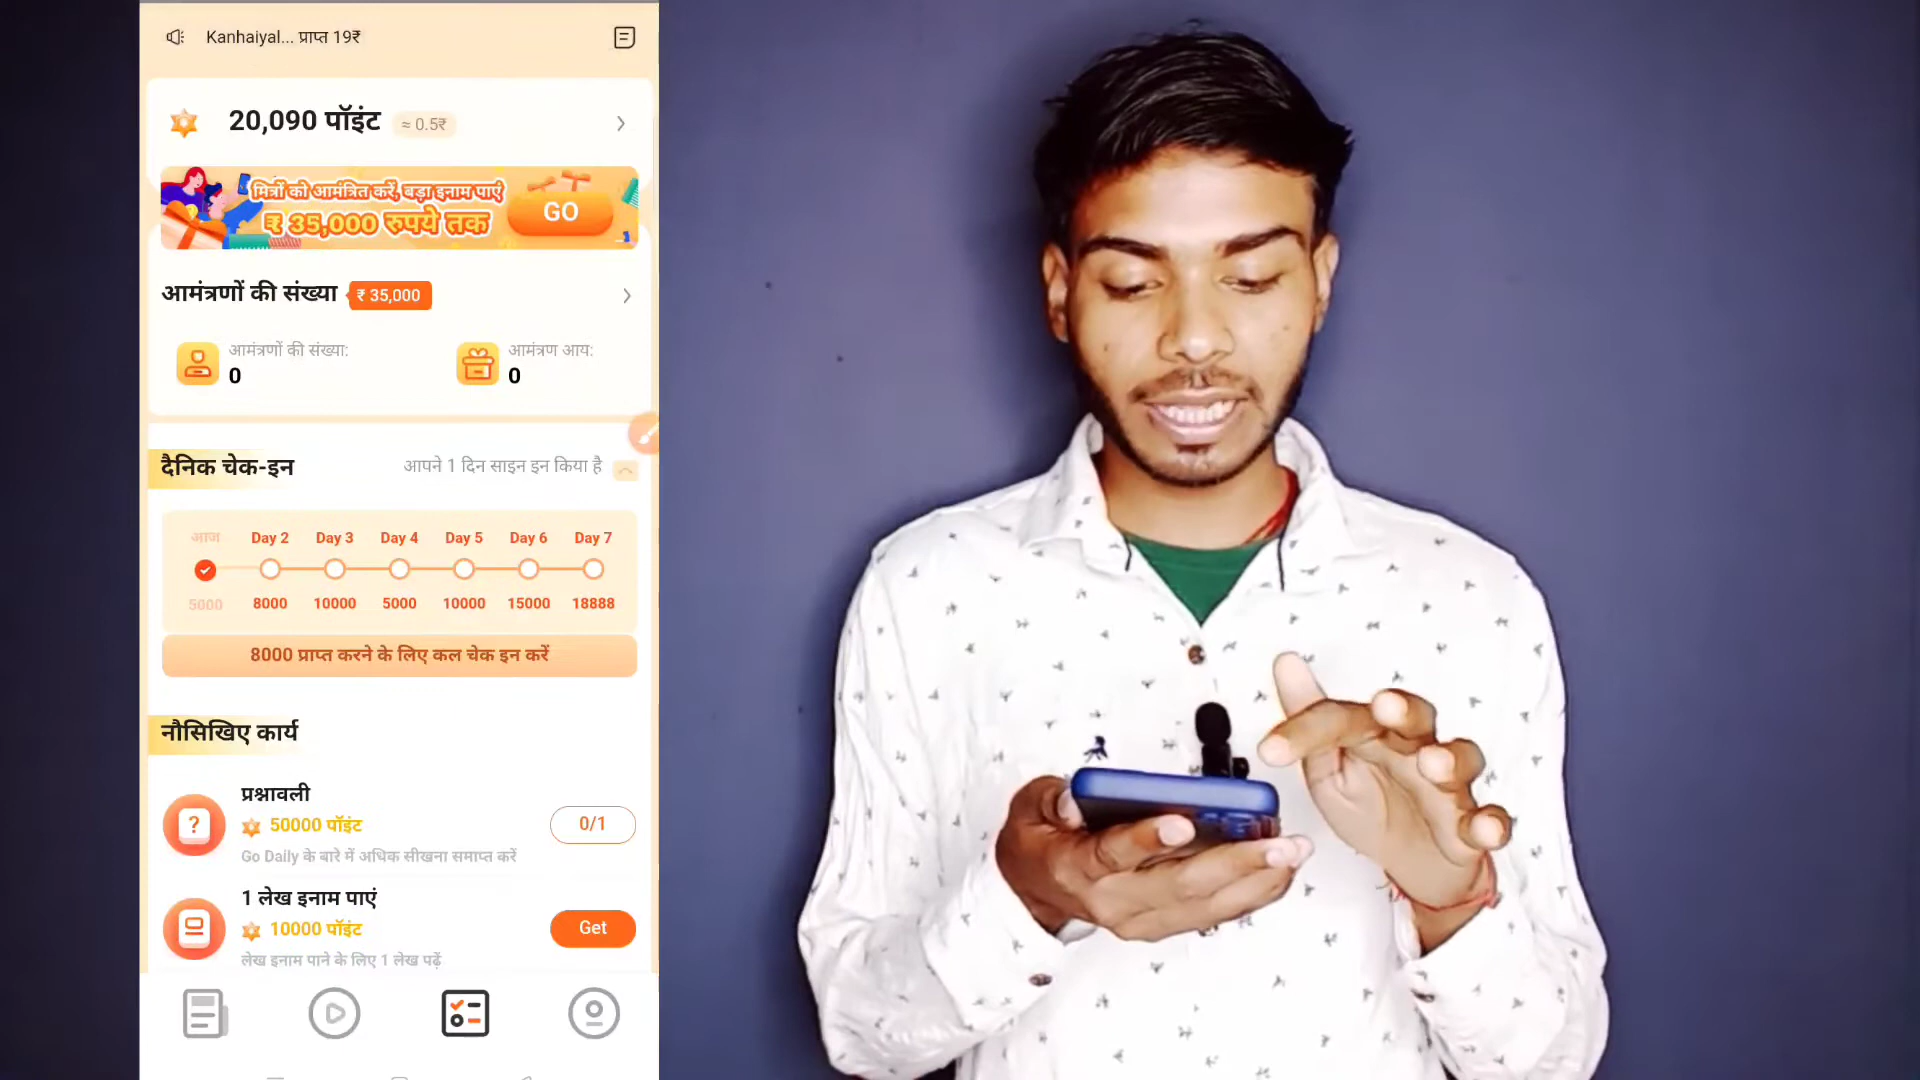 Kanhaiyal... प्राप्त 19₹
20,090 पॉइंट ≈ 0.5₹
मित्रों को आमंत्रित करें, बड़ा इनाम पाएं
₹ 35,000 रुपये तक
GO
आमंत्रणों की संख्या ₹ 35,000
आमंत्रणों की संख्या: आमंत्रण आय:
0 0
दैनिक चेक-इन आपने 1 दिन साइन इन किया है
आज Day 2 Day 3 Day 4 Day 5 Day 6 Day 7
5000 8000 10000 5000 10000 15000 18888
8000 प्राप्त करने के लिए कल चेक इन करें
नौसिखिए कार्य
प्रश्नावली
50000 पॉइंट
0/1
Go Daily के बारे में अधिक सीखना समाप्त करें
1 लेख इनाम पाएं
10000 पॉइंट
Get
लेख इनाम पाने के लिए 1 लेख पढ़ें